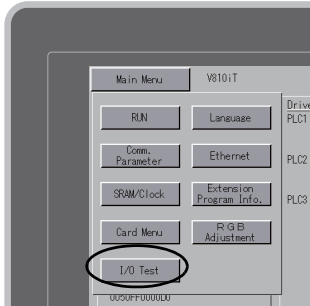 Main Menu
V810iT
RUN
Language
Drive
PLC1
Comm.
Parameter
Ethernet
PLC2
SRAM/Clock
Extension
Program Info.
PLC3
Card Menu
RGB
Adjustment
I/O Test
0050FF0000D0